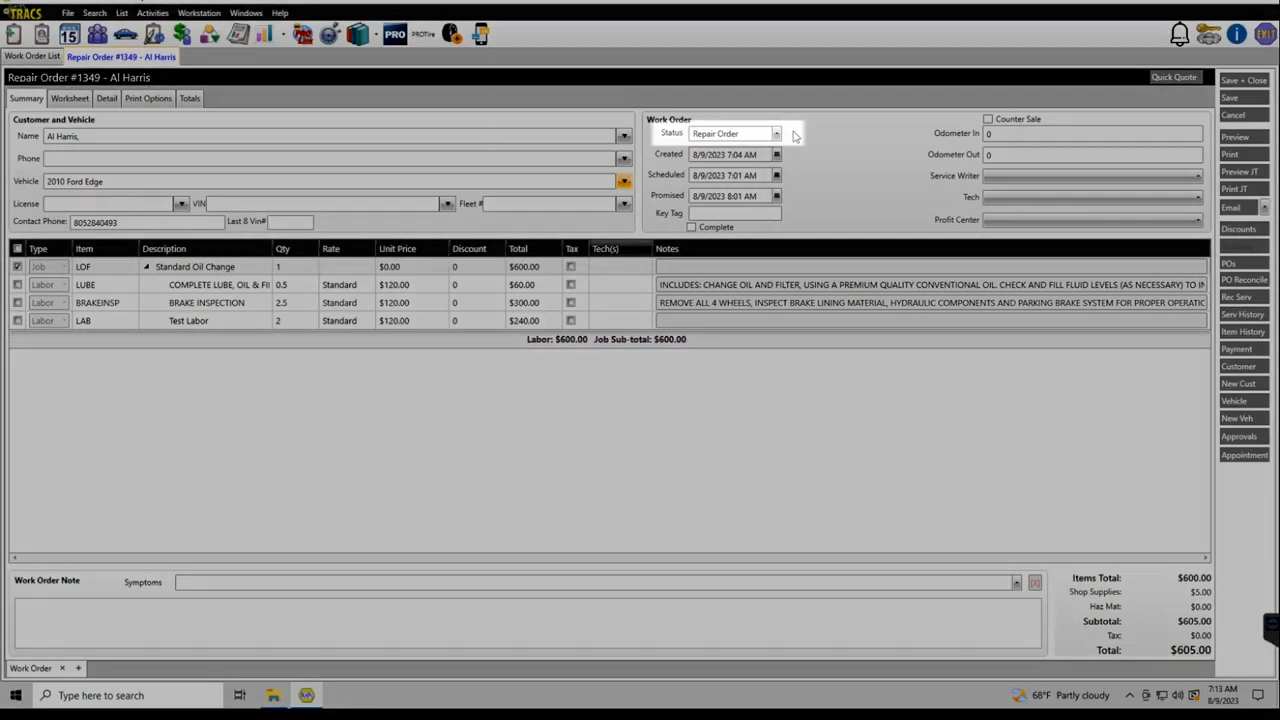 TRACS File Search List Activities Workstation Windows Help
15 $ PRO PROTire i EXIT
Work Order List Repair Order #1349 - Al Harris
Repair Order #1349 - Al Harris Quick Quote
Summary Worksheet Detail Print Options Totals
Customer and Vehicle
Name Al Harris,
Phone
Vehicle 2010 Ford Edge
License VIN Fleet #
Contact Phone: 8052840493 Last 8 Vin#
Work Order Counter Sale
Status Repair Order Odometer In 0
Created 8/9/2023 7:04 AM Odometer Out 0
Scheduled 8/9/2023 7:01 AM Service Writer
Promised 8/9/2023 8:01 AM Tech
Key Tag Profit Center
Complete
Type Item Description Qty Rate Unit Price Discount Total Tax Tech(s) Notes
Job LOF Standard Oil Change 1 $0.00 0 $600.00
Labor LUBE COMPLETE LUBE, OIL & FI 0.5 Standard $120.00 0 $60.00 INCLUDES: CHANGE OIL AND FILTER, USING A PREMIUM QUALITY CONVENTIONAL OIL. CHECK AND FILL FLUID LEVELS (AS NECESSARY) TO IN
Labor BRAKEINSP BRAKE INSPECTION 2.5 Standard $120.00 0 $300.00 REMOVE ALL 4 WHEELS, INSPECT BRAKE LINING MATERIAL, HYDRAULIC COMPONENTS AND PARKING BRAKE SYSTEM FOR PROPER OPERATIC
Labor LAB Test Labor 2 Standard $120.00 0 $240.00
Labor: $600.00 Job Sub-total: $600.00
Save + Close
Save
Cancel
Preview
Print
Preview JT
Print JT
Email
Discounts
POs
PO Reconcile
Rec Serv
Serv History
Item History
Payment
Customer
New Cust
Vehicle
New Veh
Approvals
Appointment
Work Order Note Symptoms
Items Total: $600.00
Shop Supplies: $5.00
Haz Mat: $0.00
Subtotal: $605.00
Tax: $0.00
Total: $605.00
Work Order × +
Type here to search 68°F Partly cloudy 7:13 AM
8/9/2023